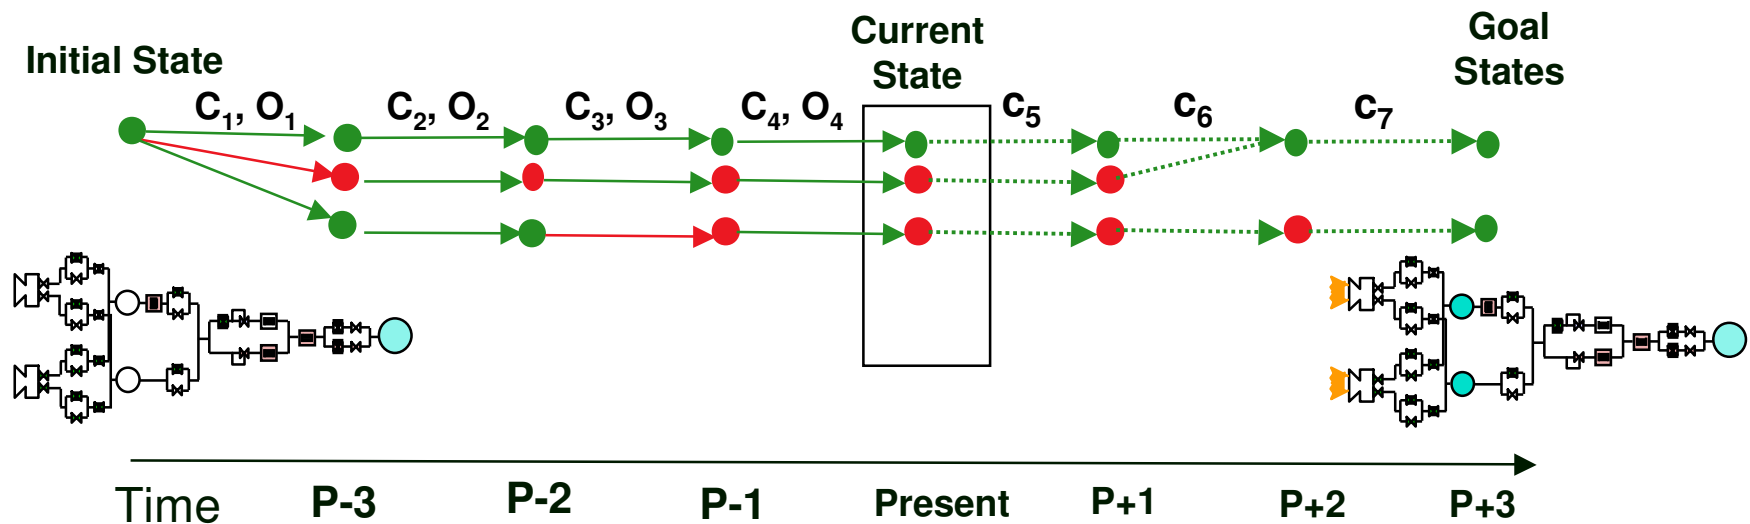 Initial State
Current
State
Goal
States
C₁, O₁ C₂, O₂ C₃, O₃ C₄, O₄ c₅ c₆ c₇
Time P-3 P-2 P-1 Present P+1 P+2 P+3